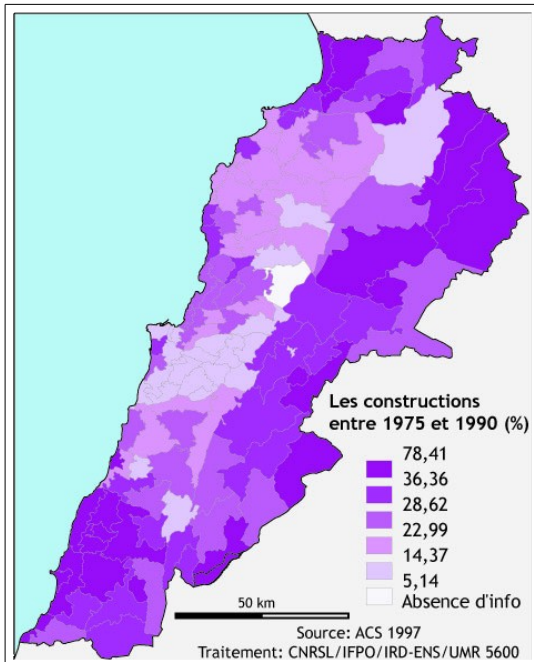 Les constructions
entre 1975 et 1990 (%)
78,41
36,36
28,62
22,99
14,37
5,14
Absence d'info
50 km
Source: ACS 1997
Traitement: CNRSL/IFPO/IRD-ENS/UMR 5600